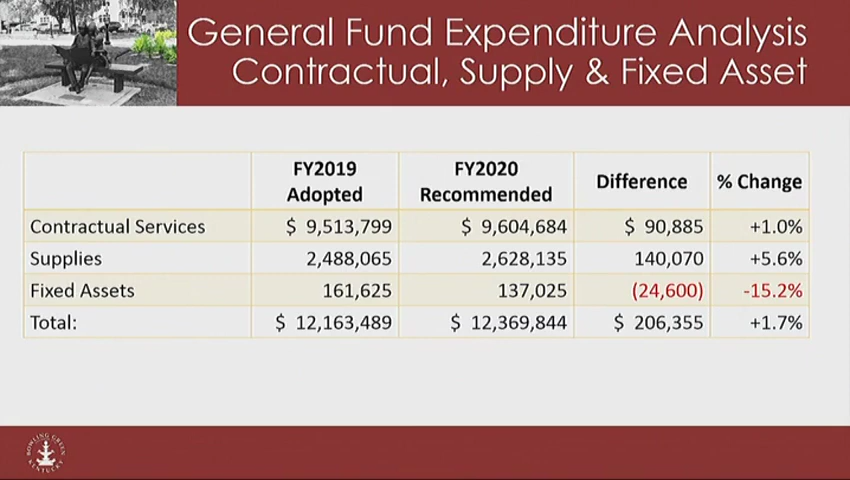 General Fund Expenditure Analysis
Contractual, Supply & Fixed Asset
FY2019 Adopted FY2020 Recommended Difference % Change
Contractual Services $ 9,513,799 $ 9,604,684 $ 90,885 +1.0%
Supplies 2,488,065 2,628,135 140,070 +5.6%
Fixed Assets 161,625 137,025 (24,600) -15.2%
Total: $ 12,163,489 $ 12,369,844 $ 206,355 +1.7%
BOWLING GREEN
KENTUCKY